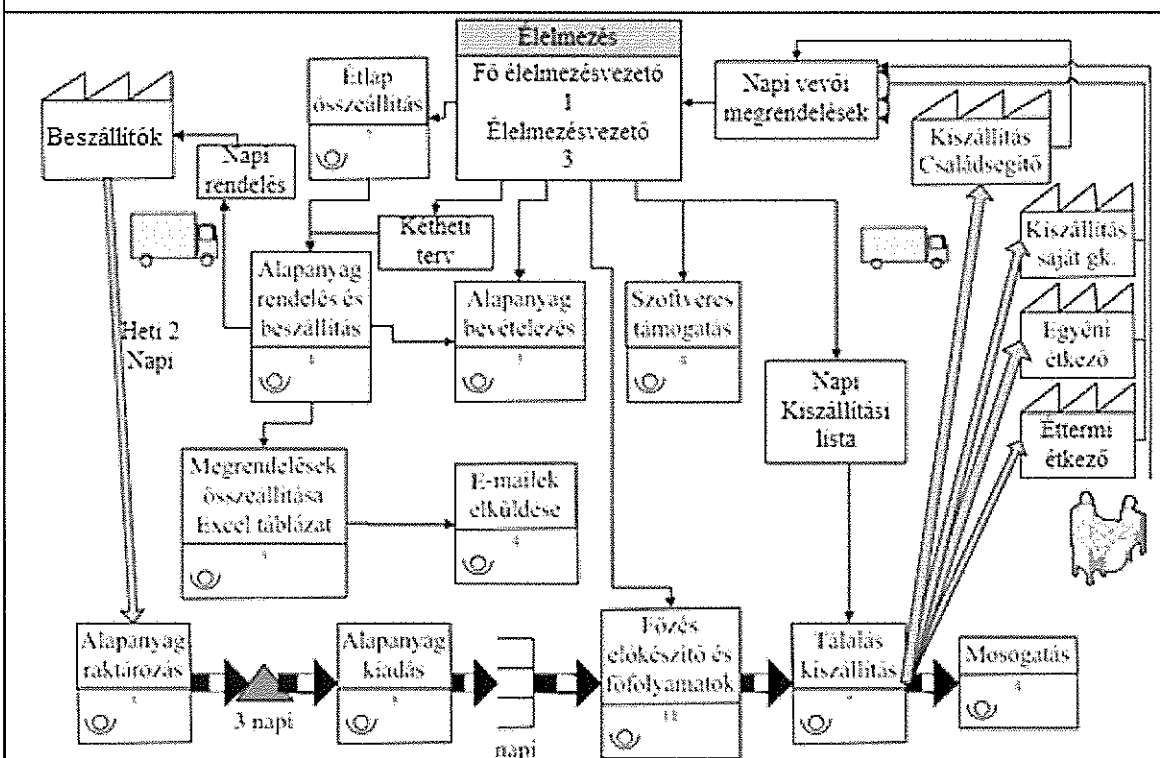 Élelmezés
Fő élelmezésvezető
1
Élelmezésvezető
3
Étlap
összeállítás
Napi vevői
megrendelések
Beszállítók
Napi
rendelés
Kiszállítás
Családsegítő
Kétheti
terv
Kiszállítás
saját gk.
Alapanyag
rendelés és
beszállítás
Alapanyag
bevételezés
Szoftveres
támogatás
Egyéni
étkező
Heti 2
Napi
Napi
Kiszállítási
lista
Éttermi
étkező
Megrendelések
összeállítása
Excel táblázat
E-mailek
elküldése
4
Alapanyag
raktározás
3 napi
Alapanyag
kiadás
napi
Főzés
előkészítő és
főfolyamatok
11
Tálalás
kiszállítás
Mosogatás
4